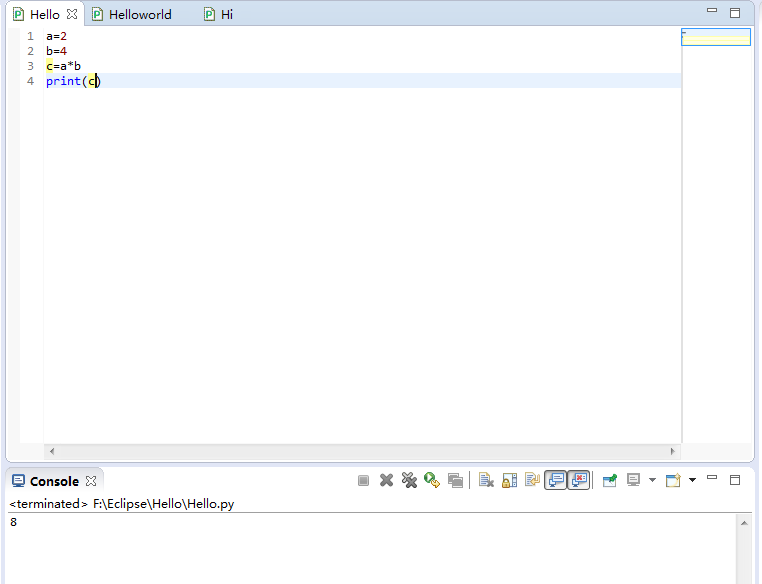 Hello Helloworld Hi
1 a=2
2 b=4
3 c=a*b
4 print(c)
Console
<terminated> F:\Eclipse\Hello\Hello.py
8